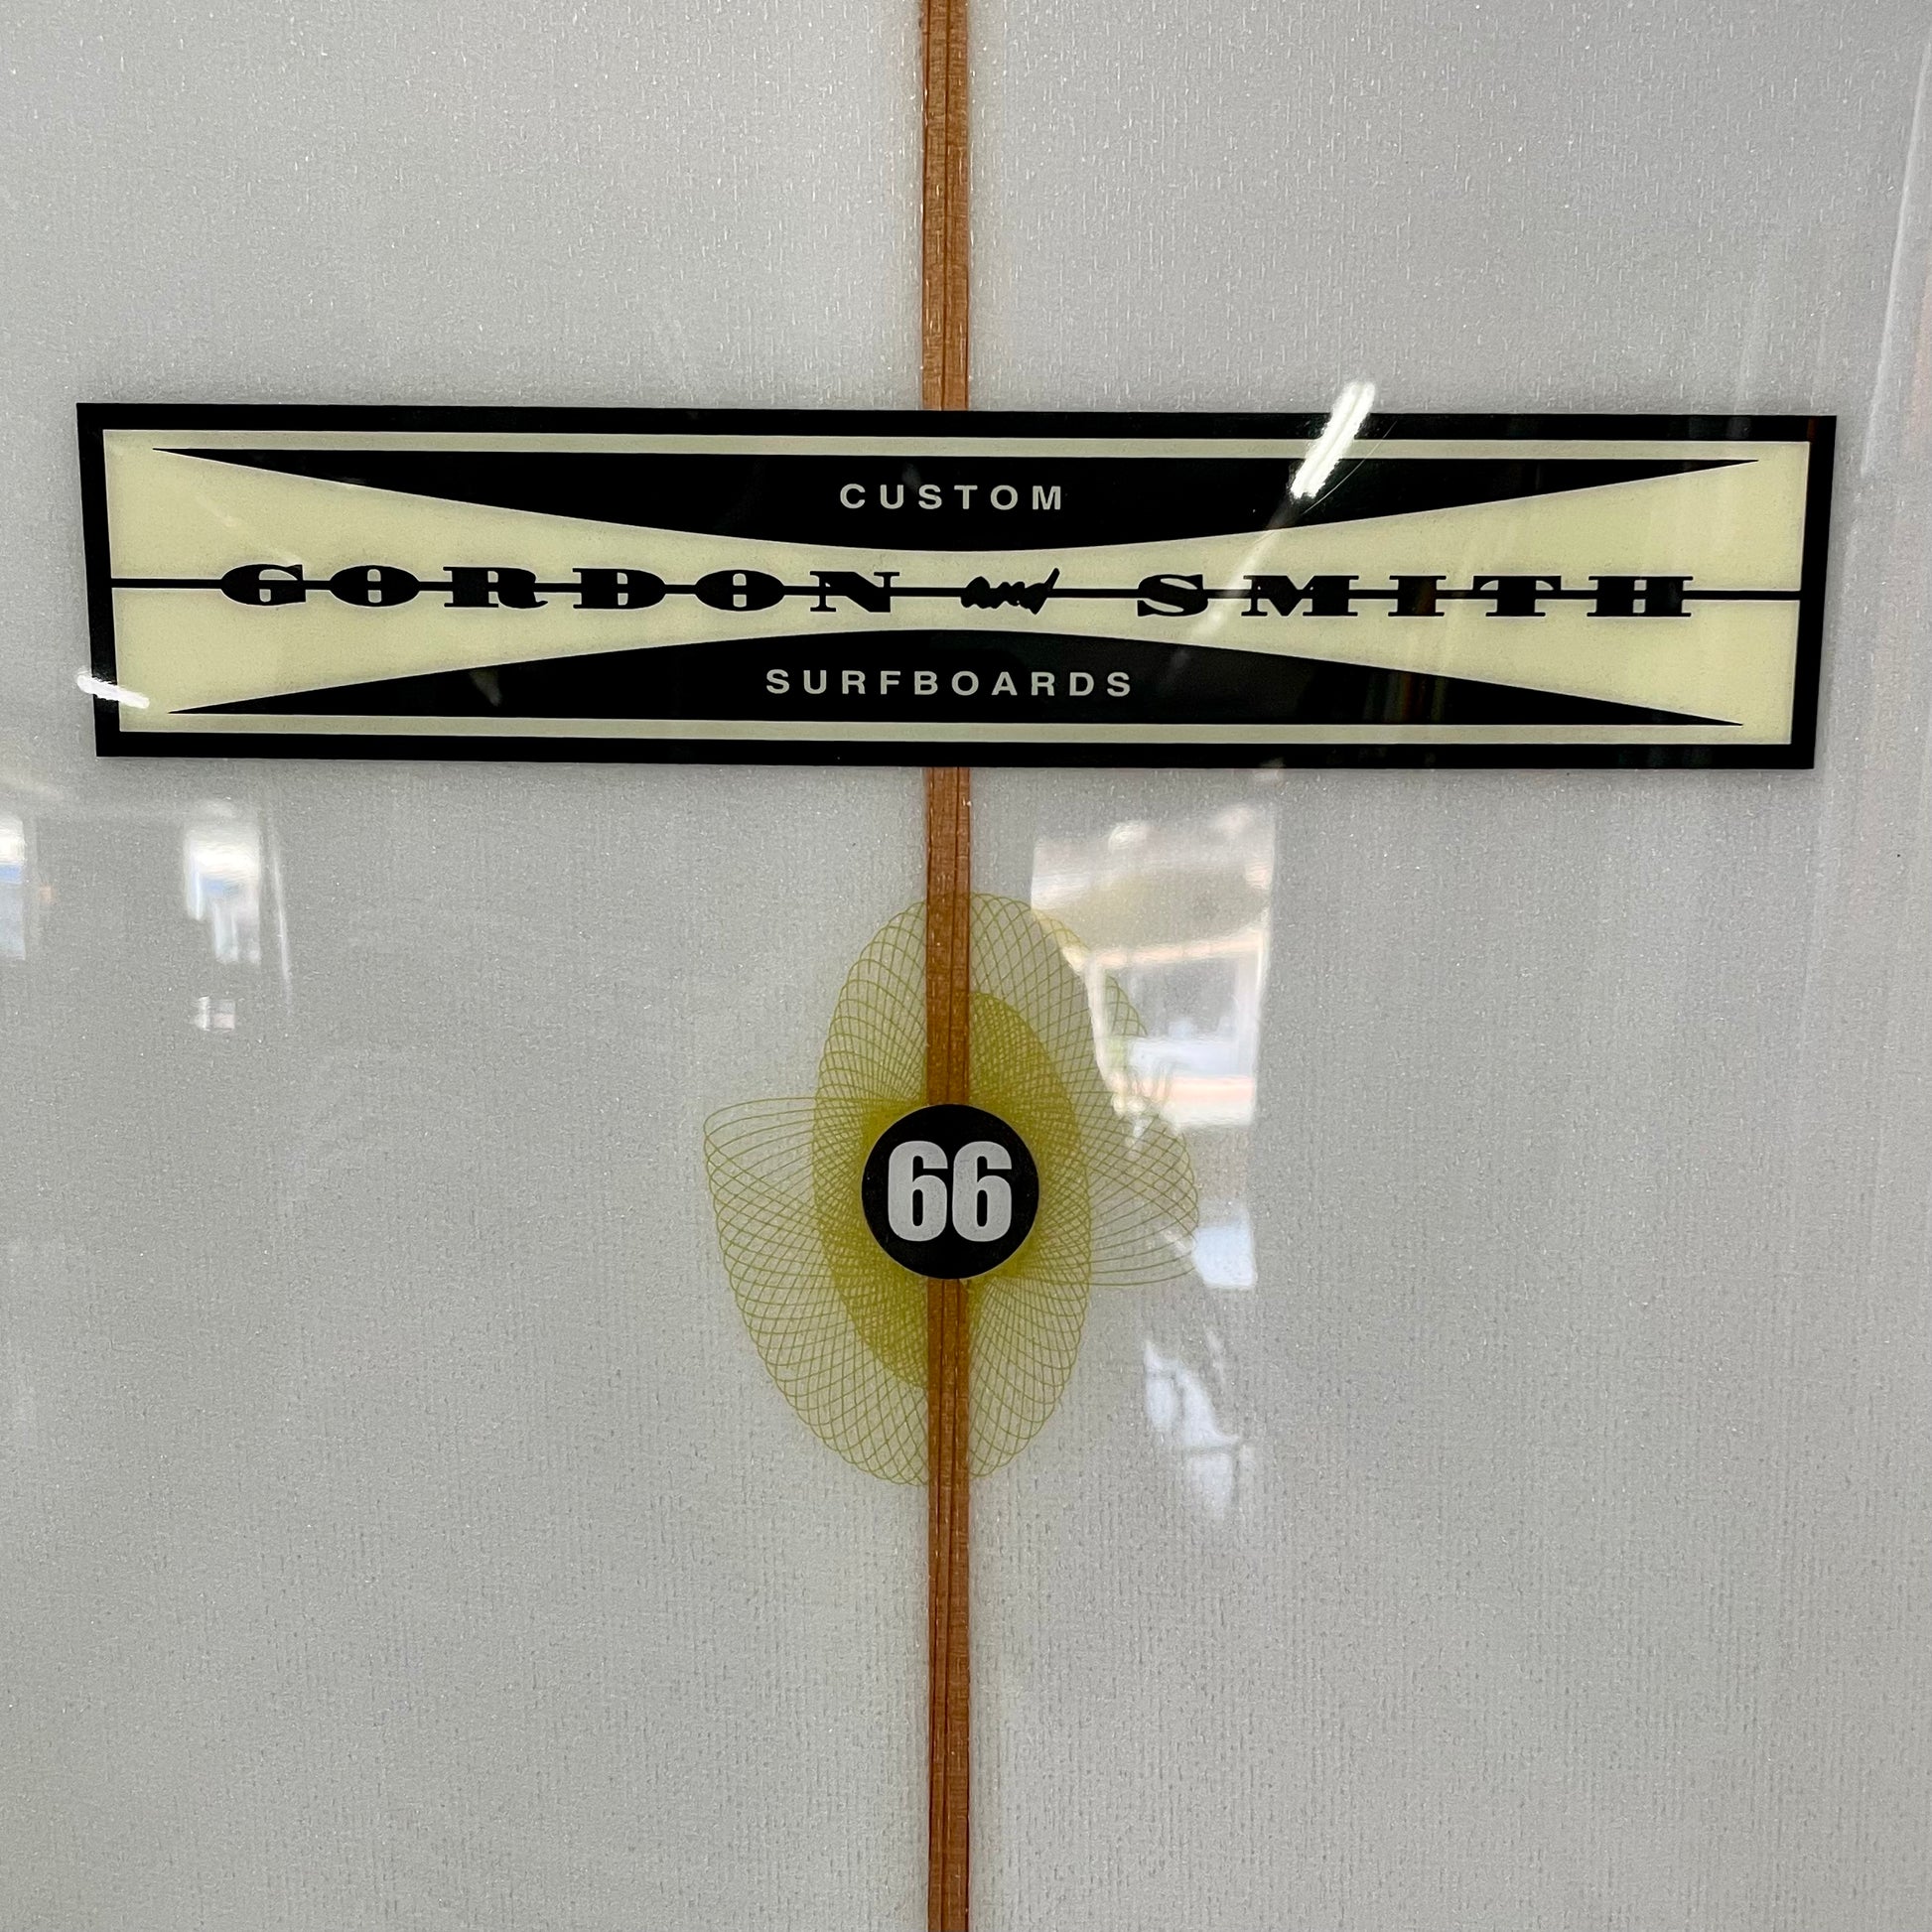 CUSTOM
GORDON and SMITH
SURFBOARDS
66